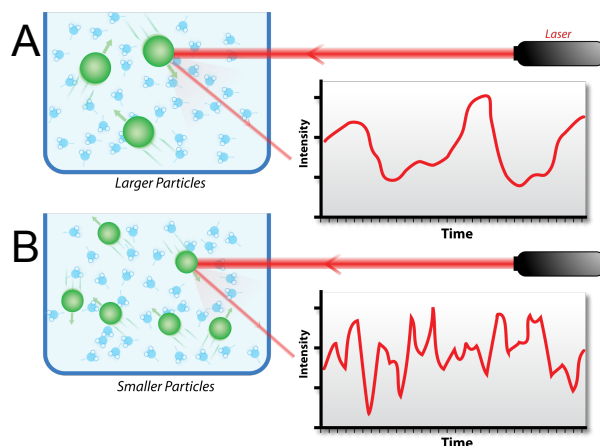 A
Laser
Intensity
Time
Larger Particles
B
Intensity
Time
Smaller Particles